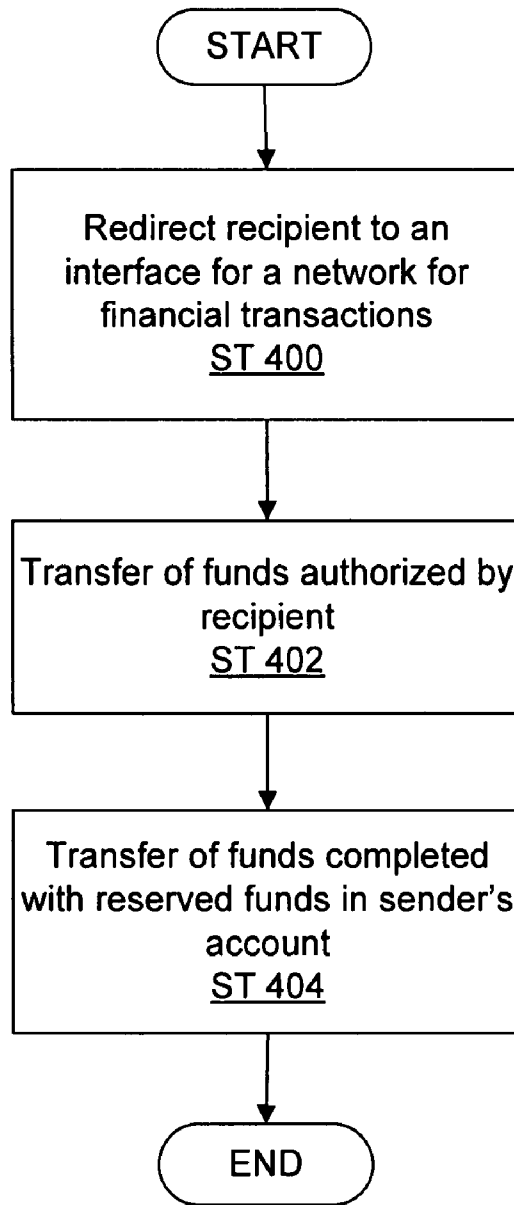 START
Redirect recipient to an
interface for a network for
financial transactions
ST 400
Transfer of funds authorized by
recipient
ST 402
Transfer of funds completed
with reserved funds in sender's
account
ST 404
END